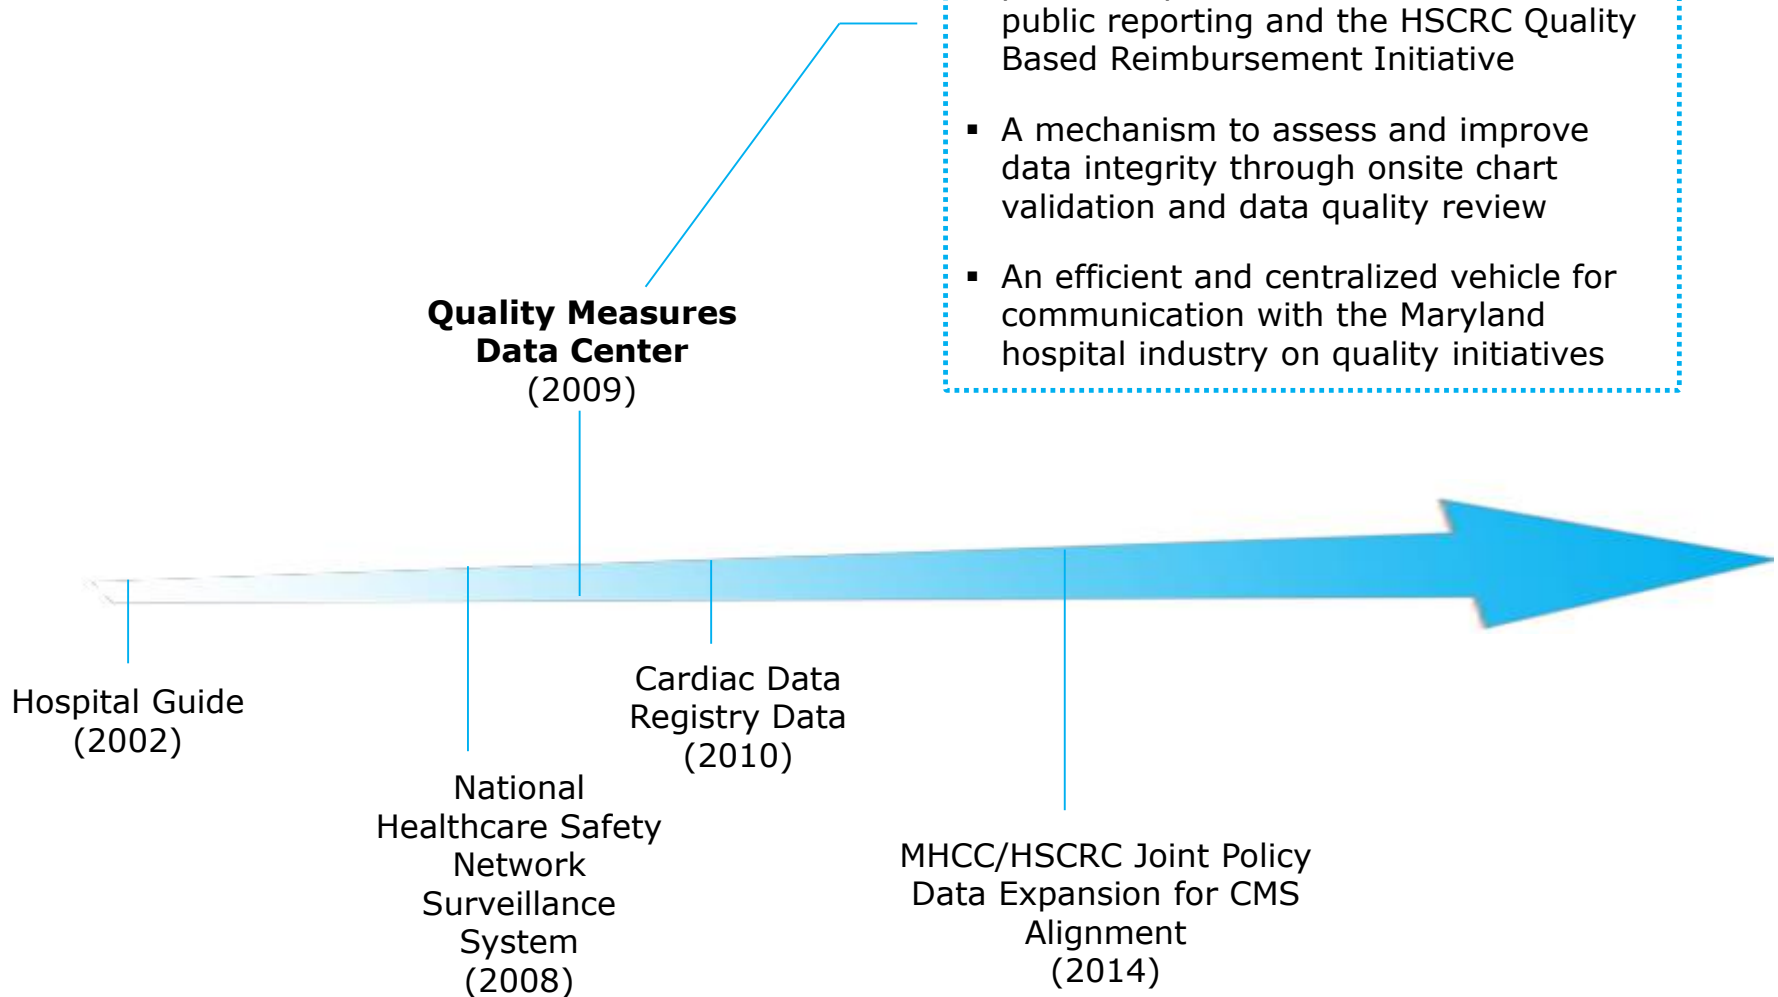 public reporting and the HSCRC Quality
Based Reimbursement Initiative
▪ A mechanism to assess and improve
data integrity through onsite chart
validation and data quality review
▪ An efficient and centralized vehicle for
communication with the Maryland
hospital industry on quality initiatives
Quality Measures
Data Center
(2009)
Hospital Guide
(2002)
National
Healthcare Safety
Network
Surveillance
System
(2008)
Cardiac Data
Registry Data
(2010)
MHCC/HSCRC Joint Policy
Data Expansion for CMS
Alignment
(2014)